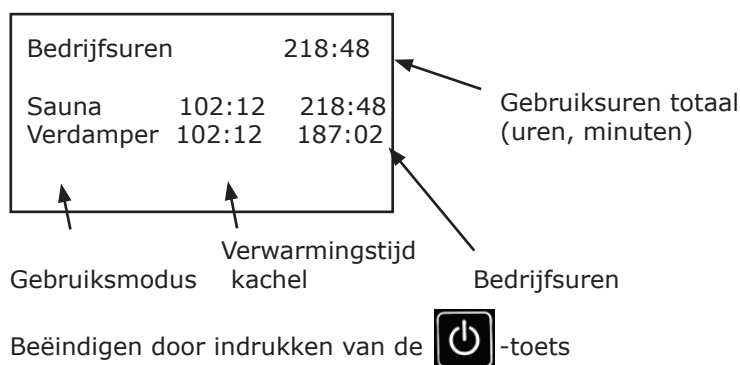 Bedrijfsuren 218:48
Sauna 102:12 218:48
Verdamper 102:12 187:02
Gebruiksuren totaal
(uren, minuten)
Verwarmingstijd
kachel
Gebruiksmodus
Bedrijfsuren
Beëindigen door indrukken van de -toets